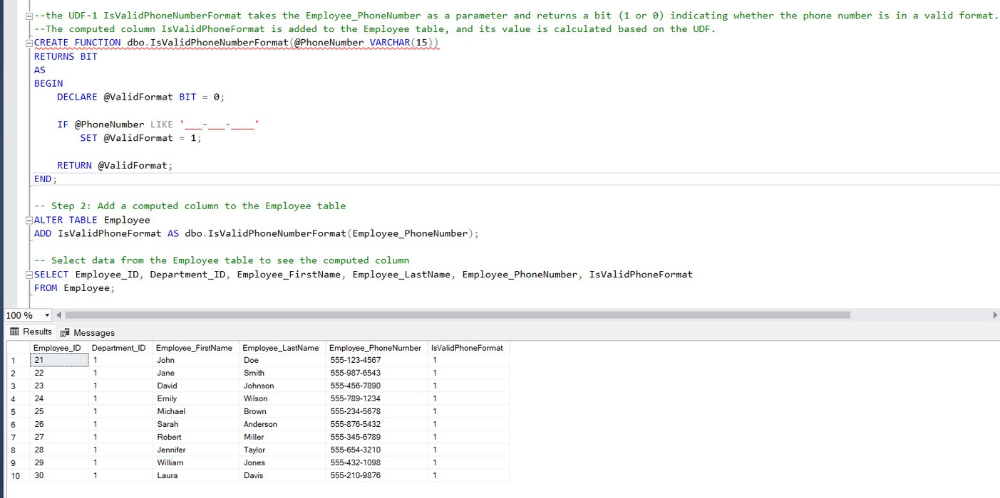 --the UDF-1 IsValidPhoneNumberFormat takes the Employee_PhoneNumber as a parameter and returns a bit (1 or 0) indicating whether the phone number is in a valid format.
--The computed column IsValidPhoneFormat is added to the Employee table, and its value is calculated based on the UDF.
CREATE FUNCTION dbo.IsValidPhoneNumberFormat(@PhoneNumber VARCHAR(15))
RETURNS BIT
AS
BEGIN
    DECLARE @ValidFormat BIT = 0;
    IF @PhoneNumber LIKE '___-___-____'
        SET @ValidFormat = 1;
    RETURN @ValidFormat;
END;
-- Step 2: Add a computed column to the Employee table
ALTER TABLE Employee
ADD IsValidPhoneFormat AS dbo.IsValidPhoneNumberFormat(Employee_PhoneNumber);
-- Select data from the Employee table to see the computed column
SELECT Employee_ID, Department_ID, Employee_FirstName, Employee_LastName, Employee_PhoneNumber, IsValidPhoneFormat
FROM Employee;
100 %
Results Messages
Employee_ID Department_ID Employee_FirstName Employee_LastName Employee_PhoneNumber IsValidPhoneFormat
1 21 1 John Doe 555-123-4567 1
2 22 1 Jane Smith 555-987-6543 1
3 23 1 David Johnson 555-456-7890 1
4 24 1 Emily Wilson 555-789-1234 1
5 25 1 Michael Brown 555-234-5678 1
6 26 1 Sarah Anderson 555-876-5432 1
7 27 1 Robert Miller 555-345-6789 1
8 28 1 Jennifer Taylor 555-654-3210 1
9 29 1 William Jones 555-432-1098 1
10 30 1 Laura Davis 555-210-9876 1